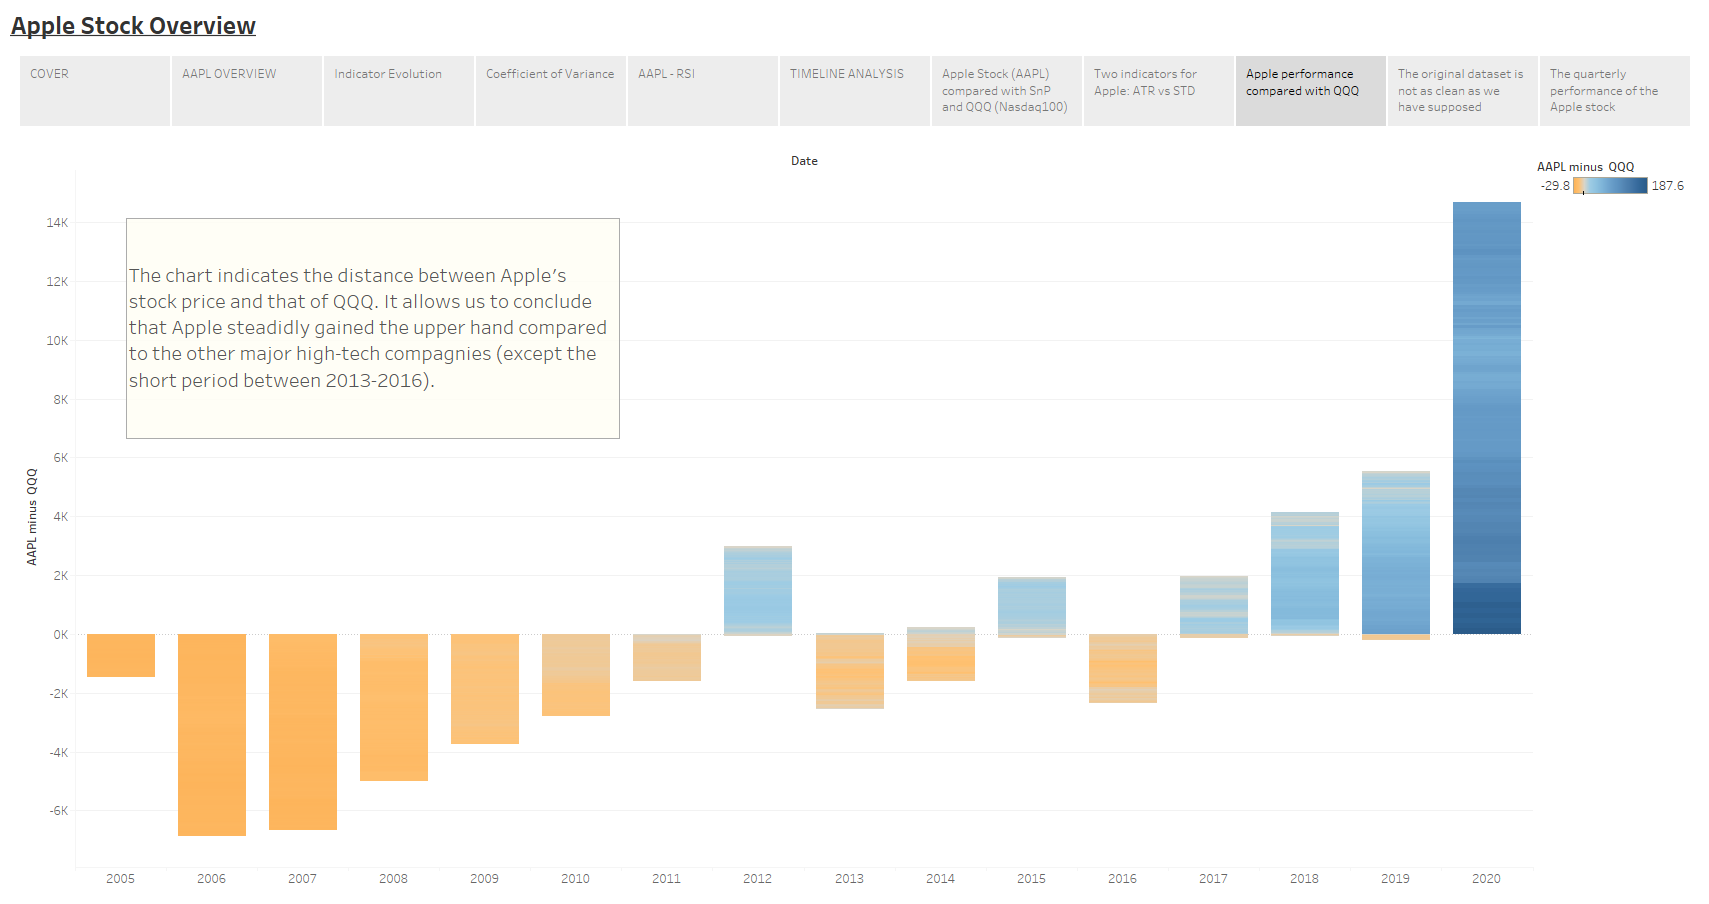 Apple Stock Overview
COVER
AAPL OVERVIEW
Indicator Evolution
Coefficient of Variance
AAPL - RSI
TIMELINE ANALYSIS
Apple Stock (AAPL)
compared with SnP
and QQQ (Nasdaq100)
Two indicators for
Apple: ATR vs STD
Apple performance
compared with QQQ
The original dataset is
not as clean as we
have supposed
The quarterly
performance of the
Apple stock
Date
AAPL minus QQQ
-29.8
187.6
The chart indicates the distance between Apple's
stock price and that of QQQ. It allows us to conclude
that Apple steadidly gained the upper hand compared
to the other major high-tech compagnies (except the
short period between 2013-2016).
AAPL minus QQQ
14K
12K
10K
8K
6K
4K
2K
0K
-2K
-4K
-6K
2005
2006
2007
2008
2009
2010
2011
2012
2013
2014
2015
2016
2017
2018
2019
2020